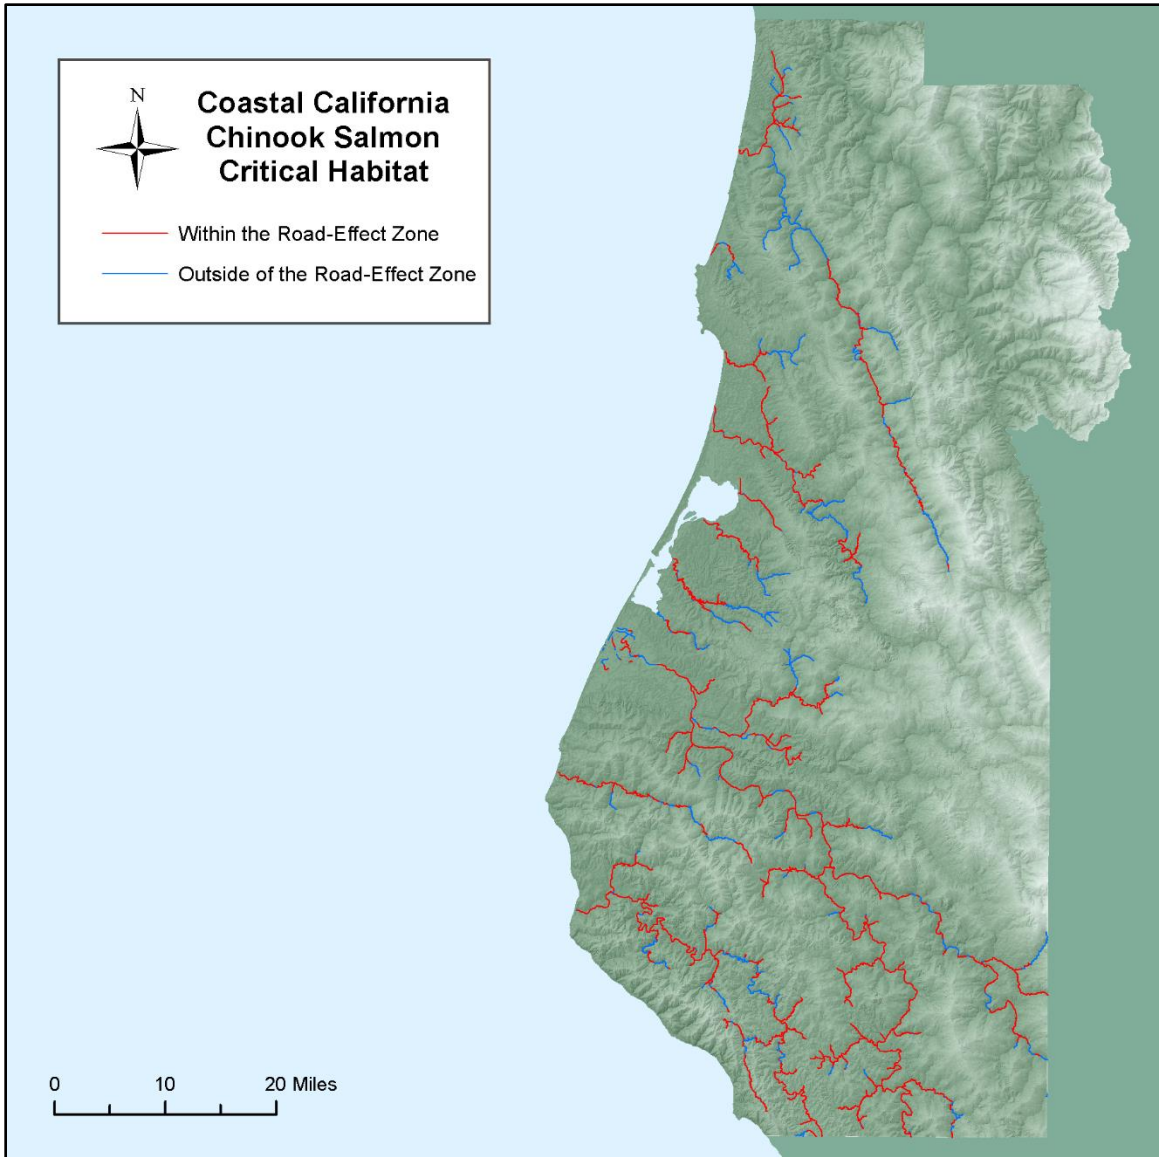 N
Coastal California
Chinook Salmon
Critical Habitat
Within the Road-Effect Zone
Outside of the Road-Effect Zone
0 10 20 Miles